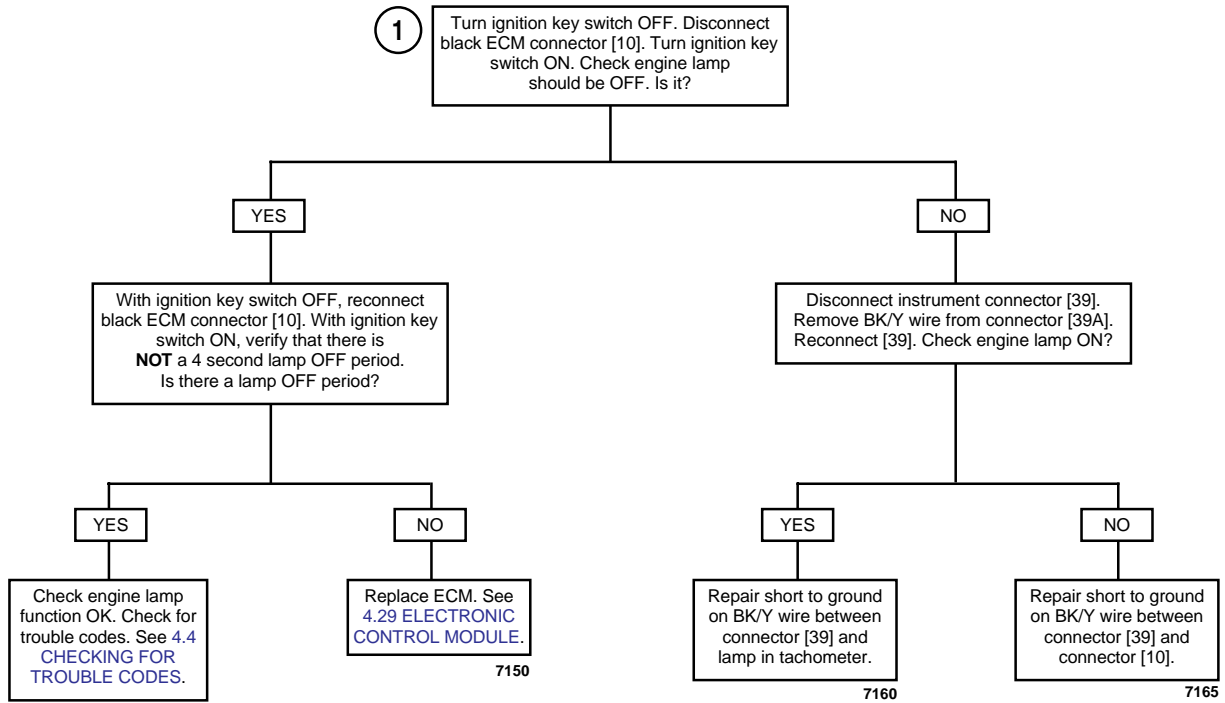 1
Turn ignition key switch OFF. Disconnect
black ECM connector [10]. Turn ignition key
switch ON. Check engine lamp
should be OFF. Is it?
YES
NO
With ignition key switch OFF, reconnect
black ECM connector [10]. With ignition key
switch ON, verify that there is
NOT a 4 second lamp OFF period.
Is there a lamp OFF period?
Disconnect instrument connector [39].
Remove BK/Y wire from connector [39A].
Reconnect [39]. Check engine lamp ON?
YES
NO
YES
NO
Check engine lamp
function OK. Check for
trouble codes. See 4.4
CHECKING FOR
TROUBLE CODES.
Replace ECM. See
4.29 ELECTRONIC
CONTROL MODULE.
7150
Repair short to ground
on BK/Y wire between
connector [39] and
lamp in tachometer.
7160
Repair short to ground
on BK/Y wire between
connector [39] and
connector [10].
7165